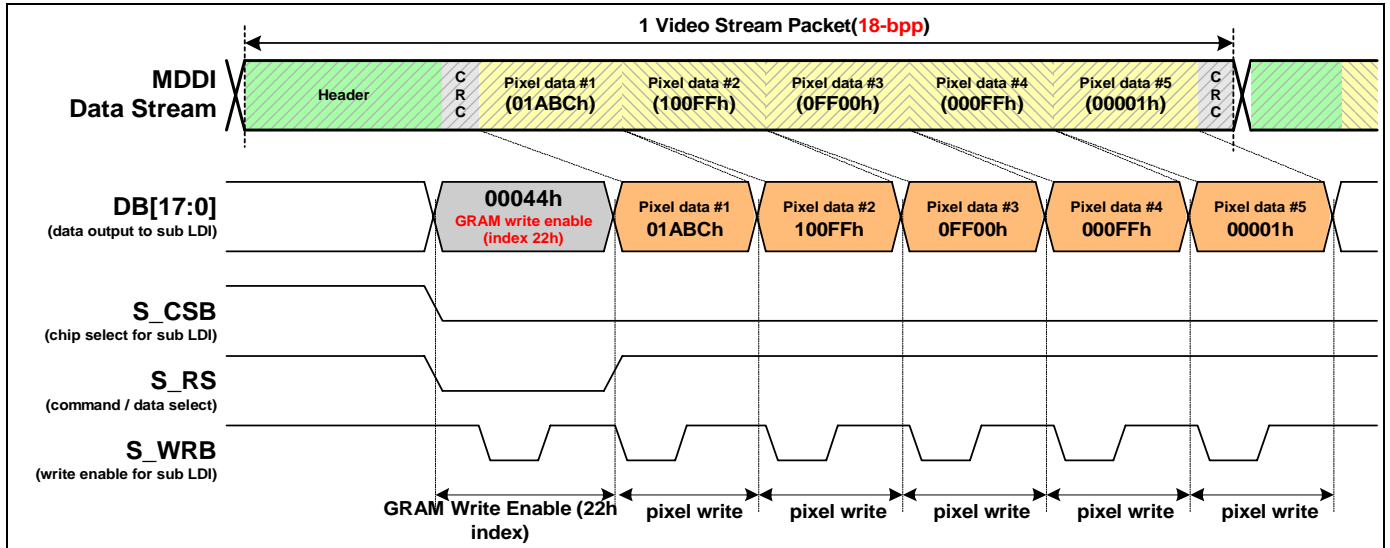 1 Video Stream Packet(18-bpp)
MDDI
Data Stream
Header
C
R
C
Pixel data #1
(01ABCh)
Pixel data #2
(100FFh)
Pixel data #3
(0FF00h)
Pixel data #4
(000FFh)
Pixel data #5
(00001h)
C
R
C
DB[17:0]
(data output to sub LDI)
00044h
GRAM write enable
(index 22h)
Pixel data #1
01ABCh
Pixel data #2
100FFh
Pixel data #3
0FF00h
Pixel data #4
000FFh
Pixel data #5
00001h
S_CSB
(chip select for sub LDI)
S_RS
(command / data select)
S_WRB
(write enable for sub LDI)
GRAM Write Enable (22h
index)
pixel write
pixel write
pixel write
pixel write
pixel write